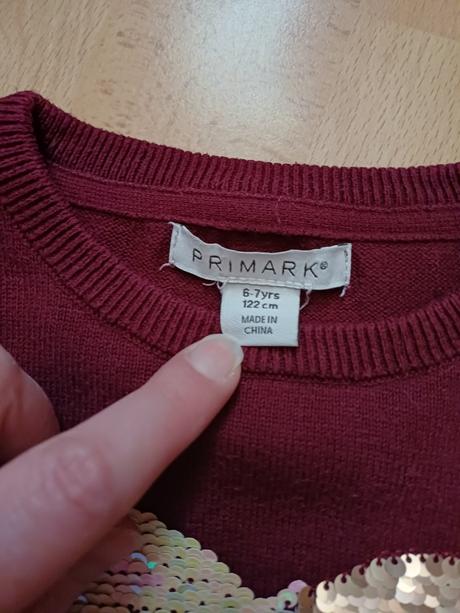 PRIMARK®
6-7yrs
122 cm
MADE IN
CHINA